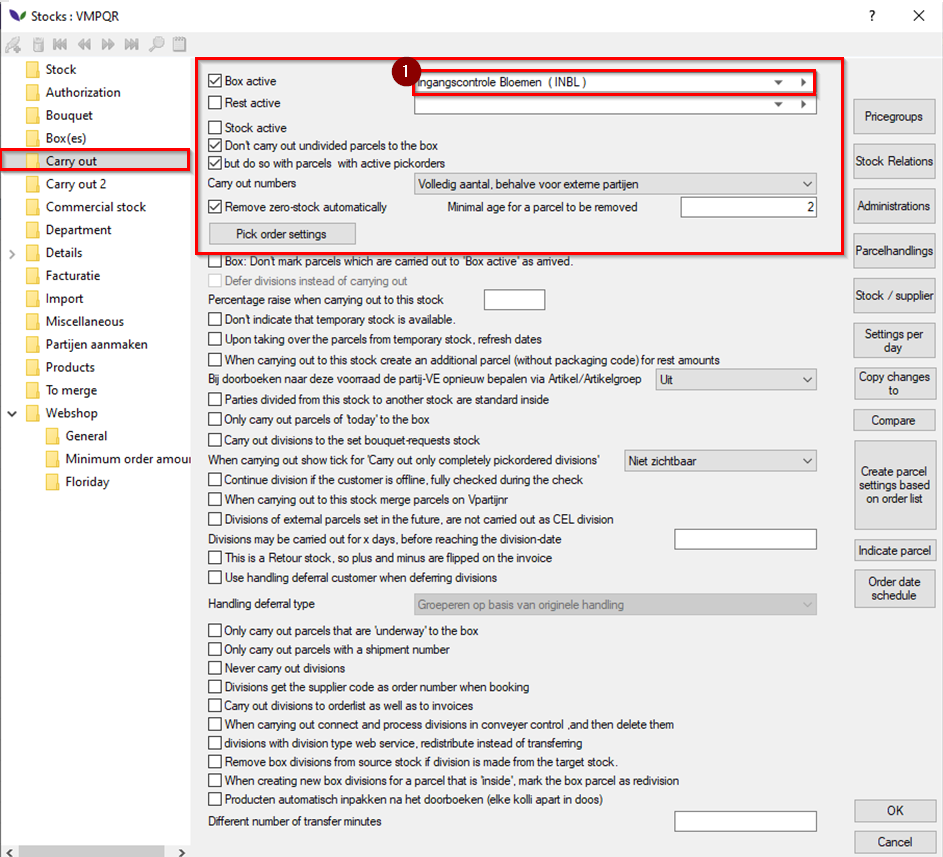 Stocks : VMPQR
?
Stock
Authorization
Bouquet
Box(es)
Carry out
Carry out 2
Commercial stock
Department
Details
Facturatie
Import
Miscellaneous
Partijen aanmaken
Products
To merge
Webshop
General
Minimum order amour
Floriday
1
Box active
ngangscontrole Bloemen ( INBL )
Rest active
Stock active
Don't carry out undivided parcels to the box
but do so with parcels with active pickorders
Carry out numbers
Volledig aantal, behalve voor externe partijen
Remove zero-stock automatically
Minimal age for a parcel to be removed
2
Pick order settings
Box: Don't mark parcels which are carried out to 'Box active' as arrived.
Defer divisions instead of carrying out
Percentage raise when carrying out to this stock
Don't indicate that temporary stock is available.
Upon taking over the parcels from temporary stock, refresh dates
When carrying out to this stock create an additional parcel (without packaging code) for rest amounts
Bij doorboeken naar deze voorraad de partij-VE opnieuw bepalen via Artikel/Artikelgroep
Uit
Parties divided from this stock to another stock are standard inside
Only carry out parcels of 'today' to the box
Carry out divisions to the set bouquet-requests stock
When carrying out show tick for 'Carry out only completely pickordered divisions'
Niet zichtbaar
Continue division if the customer is offline, fully checked during the check
When carrying out to this stock merge parcels on Vpartijnr
Divisions of external parcels set in the future, are not carried out as CEL division
Divisions may be carried out for x days, before reaching the division-date
This is a Retour stock, so plus and minus are flipped on the invoice
Use handling deferral customer when deferring divisions
Handling deferral type
Groeperen op basis van originele handling
Only carry out parcels that are 'underway' to the box
Only carry out parcels with a shipment number
Never carry out divisions
Divisions get the supplier code as order number when booking
Carry out divisions to orderlist as well as to invoices
When carrying out connect and process divisions in conveyer control ,and then delete them
divisions with division type web service, redistribute instead of transferring
Remove box divisions from source stock if division is made from the target stock.
When creating new box divisions for a parcel that is 'inside', mark the box parcel as redivision
Producten automatisch inpakken na het doorboeken (elke kolli apart in doos)
Different number of transfer minutes
Pricegroups
Stock Relations
Administrations
Parcelhandlings
Stock / supplier
Settings per
day
Copy changes
to
Compare
Create parcel
settings based
on order list
Indicate parcel
Order date
schedule
OK
Cancel